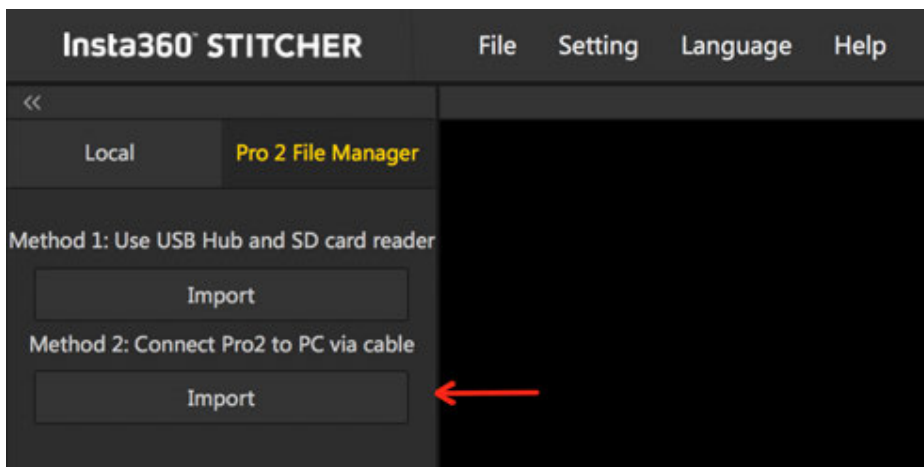 Insta360 STITCHER File Setting Language Help
«
Local Pro 2 File Manager
Method 1: Use USB Hub and SD card reader
Import
Method 2: Connect Pro2 to PC via cable
Import